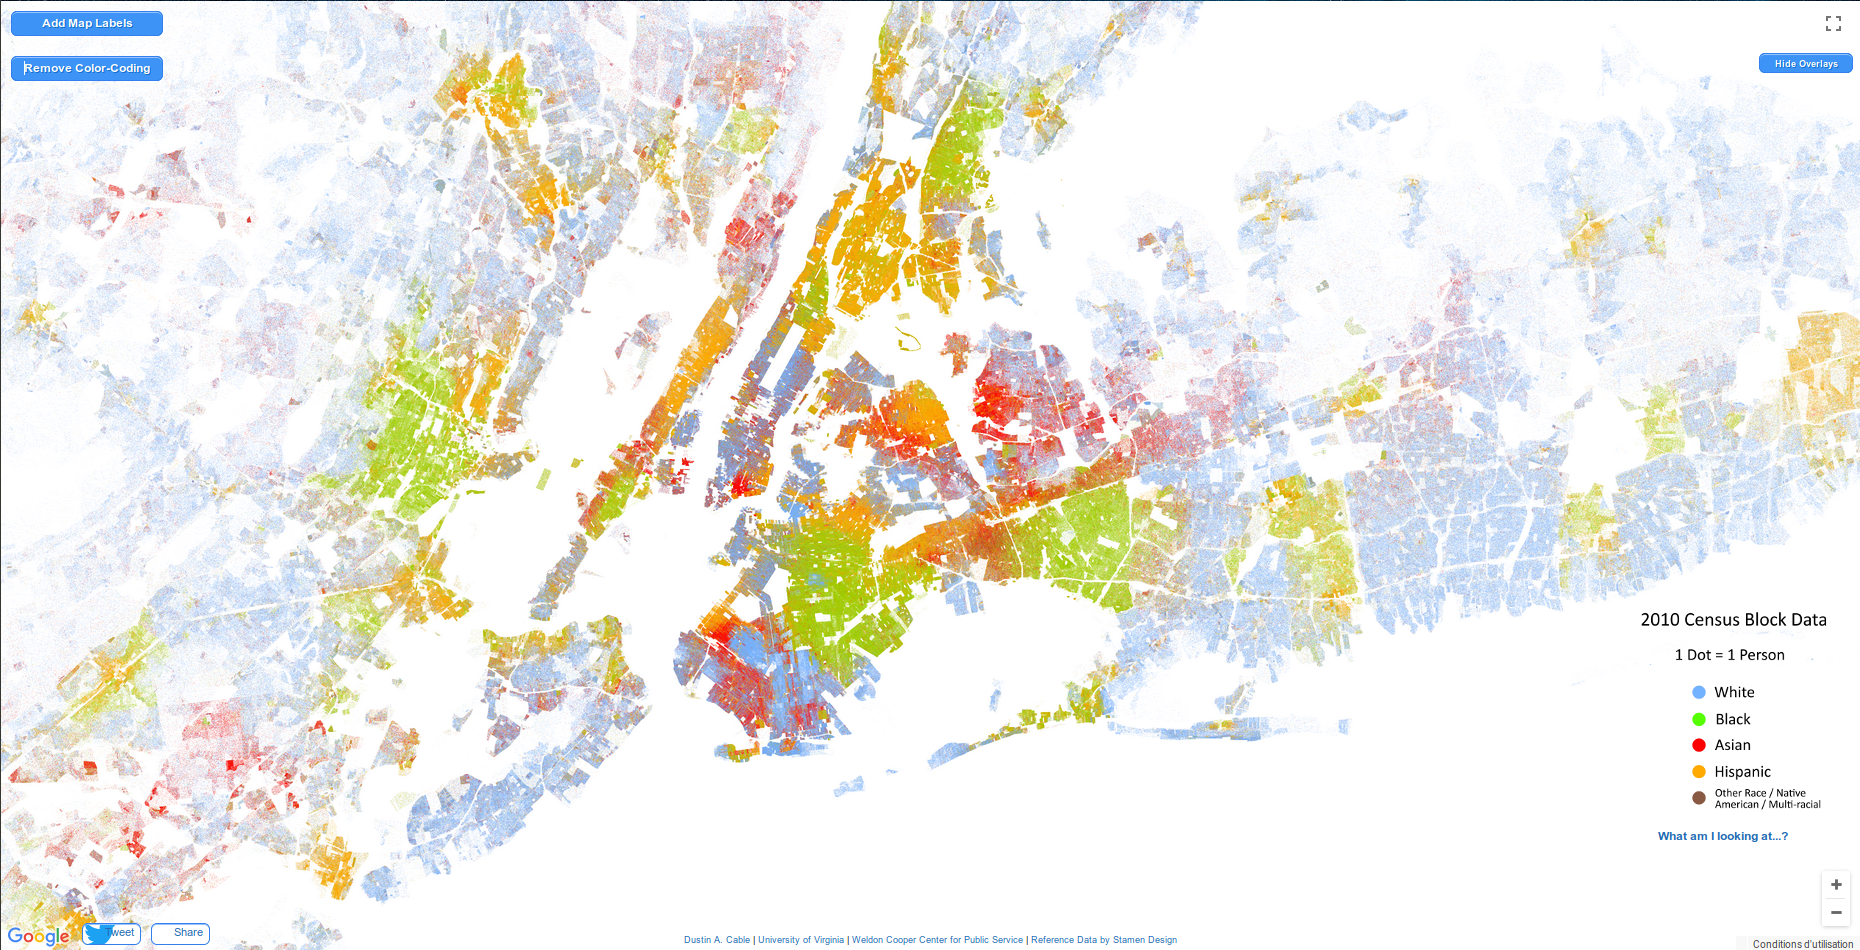 Add Map Labels
Remove Color-Coding
Hide Overlays
2010 Census Block Data
1 Dot = 1 Person
White
Black
Asian
Hispanic
Other Race / Native
American / Multi-racial
What am I looking at...?
+
−
Google
Tweet
Share
Dustin A. Cable | University of Virginia | Weldon Cooper Center for Public Service | Reference Data by Stamen Design
Conditions d'utilisation